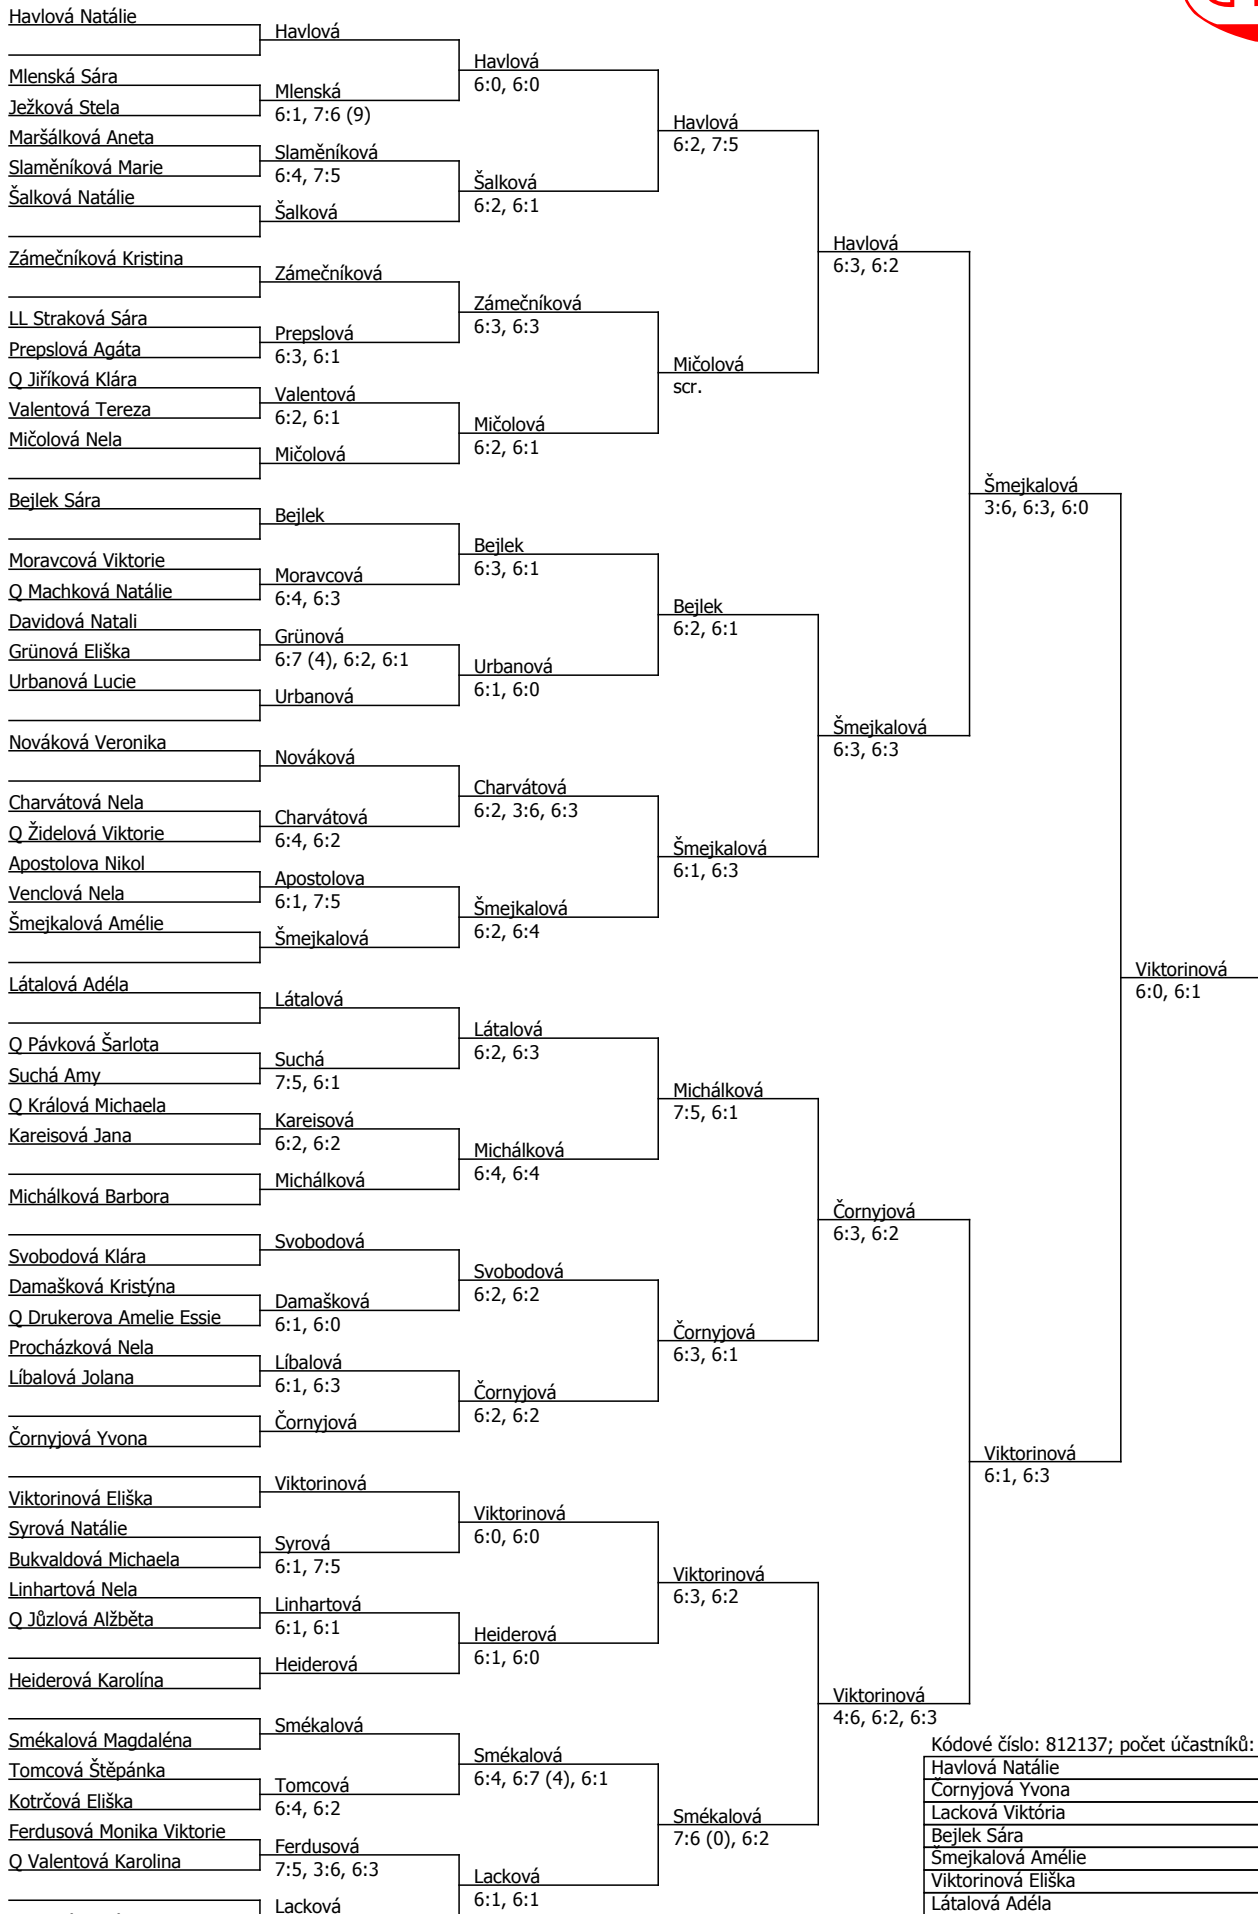 Havlová Natálie
Mlenská Sára
Ježková Stela
Maršálková Aneta
Slaměníková Marie
Šalková Natálie
Zámečníková Kristina
LL Straková Sára
Prepslová Agáta
Q Jiříková Klára
Valentová Tereza
Mičolová Nela
Bejlek Sára
Moravcová Viktorie
Q Machková Natálie
Davidová Natali
Grünová Eliška
Urbanová Lucie
Nováková Veronika
Charvátová Nela
Q Židelová Viktorie
Apostolova Nikol
Venclová Nela
Šmejkalová Amélie
Látalová Adéla
Q Pávková Šarlota
Suchá Amy
Q Králová Michaela
Kareisová Jana
Michálková Barbora
Svobodová Klára
Damašková Kristýna
Q Drukerova Amelie Essie
Procházková Nela
Líbalová Jolana
Čornyjová Yvona
Viktorinová Eliška
Syrová Natálie
Bukvaldová Michaela
Linhartová Nela
Q Jůzlová Alžběta
Heiderová Karolína
Smékalová Magdaléna
Tomcová Štěpánka
Kotrčová Eliška
Ferdusová Monika Viktorie
Q Valentová Karolina
Havlová
Mlenská
6:1, 7:6 (9)
Slaměníková
6:4, 7:5
Šalková
Zámečníková
Prepslová
6:3, 6:1
Valentová
6:2, 6:1
Mičolová
Bejlek
Moravcová
6:4, 6:3
Grünová
6:7 (4), 6:2, 6:1
Urbanová
Nováková
Charvátová
6:4, 6:2
Apostolova
6:1, 7:5
Šmejkalová
Látalová
Suchá
7:5, 6:1
Kareisová
6:2, 6:2
Michálková
Svobodová
Damašková
6:1, 6:0
Líbalová
6:1, 6:3
Čornyjová
Viktorinová
Syrová
6:1, 7:5
Linhartová
6:1, 6:1
Heiderová
Smékalová
Tomcová
6:4, 6:2
Ferdusová
7:5, 3:6, 6:3
Lacková
Havlová
6:0, 6:0
Šalková
6:2, 6:1
Zámečníková
6:3, 6:3
Mičolová
6:2, 6:1
Bejlek
6:3, 6:1
Urbanová
6:1, 6:0
Charvátová
6:2, 3:6, 6:3
Šmejkalová
6:2, 6:4
Látalová
6:2, 6:3
Michálková
6:4, 6:4
Svobodová
6:2, 6:2
Čornyjová
6:2, 6:2
Viktorinová
6:0, 6:0
Heiderová
6:1, 6:0
Smékalová
6:4, 6:7 (4), 6:1
Lacková
6:1, 6:1
Havlová
6:2, 7:5
Mičolová
scr.
Bejlek
6:2, 6:1
Šmejkalová
6:1, 6:3
Michálková
7:5, 6:1
Čornyjová
6:3, 6:1
Viktorinová
6:3, 6:2
Smékalová
7:6 (0), 6:2
Havlová
6:3, 6:2
Šmejkalová
6:3, 6:3
Čornyjová
6:3, 6:2
Viktorinová
4:6, 6:2, 6:3
Šmejkalová
3:6, 6:3, 6:0
Viktorinová
6:1, 6:3
Viktorinová
6:0, 6:1
Kódové číslo: 812137; počet účastníků:
Havlová Natálie
Čornyjová Yvona
Lacková Viktória
Bejlek Sára
Šmejkalová Amélie
Viktorinová Eliška
Látalová Adéla